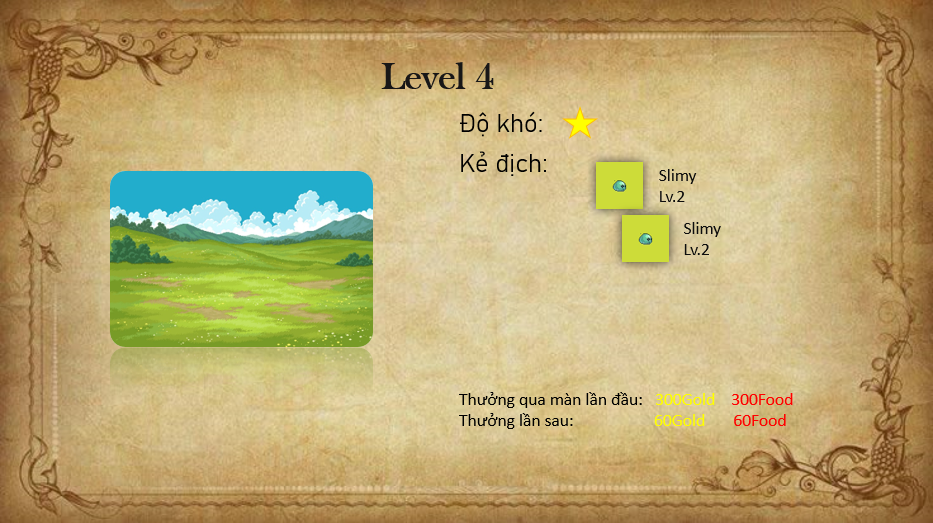 Level 4
Độ khó:
Kẻ địch:
Slimy
Lv.2
Slimy
Lv.2
Thưởng qua màn lần đầu: 300Gold 300Food
Thưởng lần sau: 60Gold 60Food